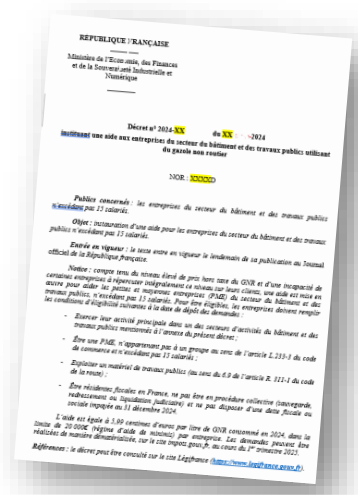 RÉPUBLIQUE FRANÇAISE
Ministère de l'Economie, des Finances
et de la Souveraineté Industrielle et
Numérique
Décret n° 2024-XX du XX 2024
instituant une aide aux entreprises du secteur du bâtiment et des travaux publics utilisant
du gazole non routier
NOR : XXXXXD
Publics concernés : les entreprises du secteur du bâtiment et des travaux publics
n'excédant pas 15 salariés.
Objet : instauration d'une aide pour les entreprises du secteur du bâtiment et des travaux
publics n'excédant pas 15 salariés.
Entrée en vigueur : le texte entre en vigueur le lendemain de sa publication au Journal
officiel de la République française.
Notice : compte tenu du niveau élevé de prix hors taxe du GNR et d'une incapacité de
certaines entreprises à répercuter intégralement ce niveau sur leurs clients, une aide est mise en
œuvre pour aider les petites et moyennes entreprises (PME) du secteur du bâtiment et des
travaux publics, n'excédant pas 15 salariés. Pour être éligibles, les entreprises doivent remplir
les conditions d'éligibilité suivantes à la date de dépôt des demandes :
- Exercer leur activité principale dans un des secteurs d'activités du bâtiment et des
travaux publics mentionnés à l'annexe du présent décret ;
- Être une PME, n'appartenant pas à un groupe au sens de l'article L.233-3 du code
de commerce et n'excédant pas 15 salariés ;
- Exploiter un matériel de travaux publics (au sens du 6.9 de l'article R. 311-1 du code
de la route) ;
- Être résidentes fiscales en France, ne pas être en procédure collective (sauvegarde,
redressement ou liquidation judiciaire) et ne pas disposer d'une dette fiscale ou
sociale impayée au 31 décembre 2024.
L'aide est égale à 5,99 centimes d'euros par litre de GNR consommé en 2024, dans la
limite de 20 000€ (régime d'aide de minimis) par entreprise. Les demandes peuvent être
réalisées de manière dématérialisée, sur le site impots.gouv.fr, au cours du 1er trimestre 2025.
Références : le décret peut être consulté sur le site Légifrance (https://www.legifrance.gouv.fr).